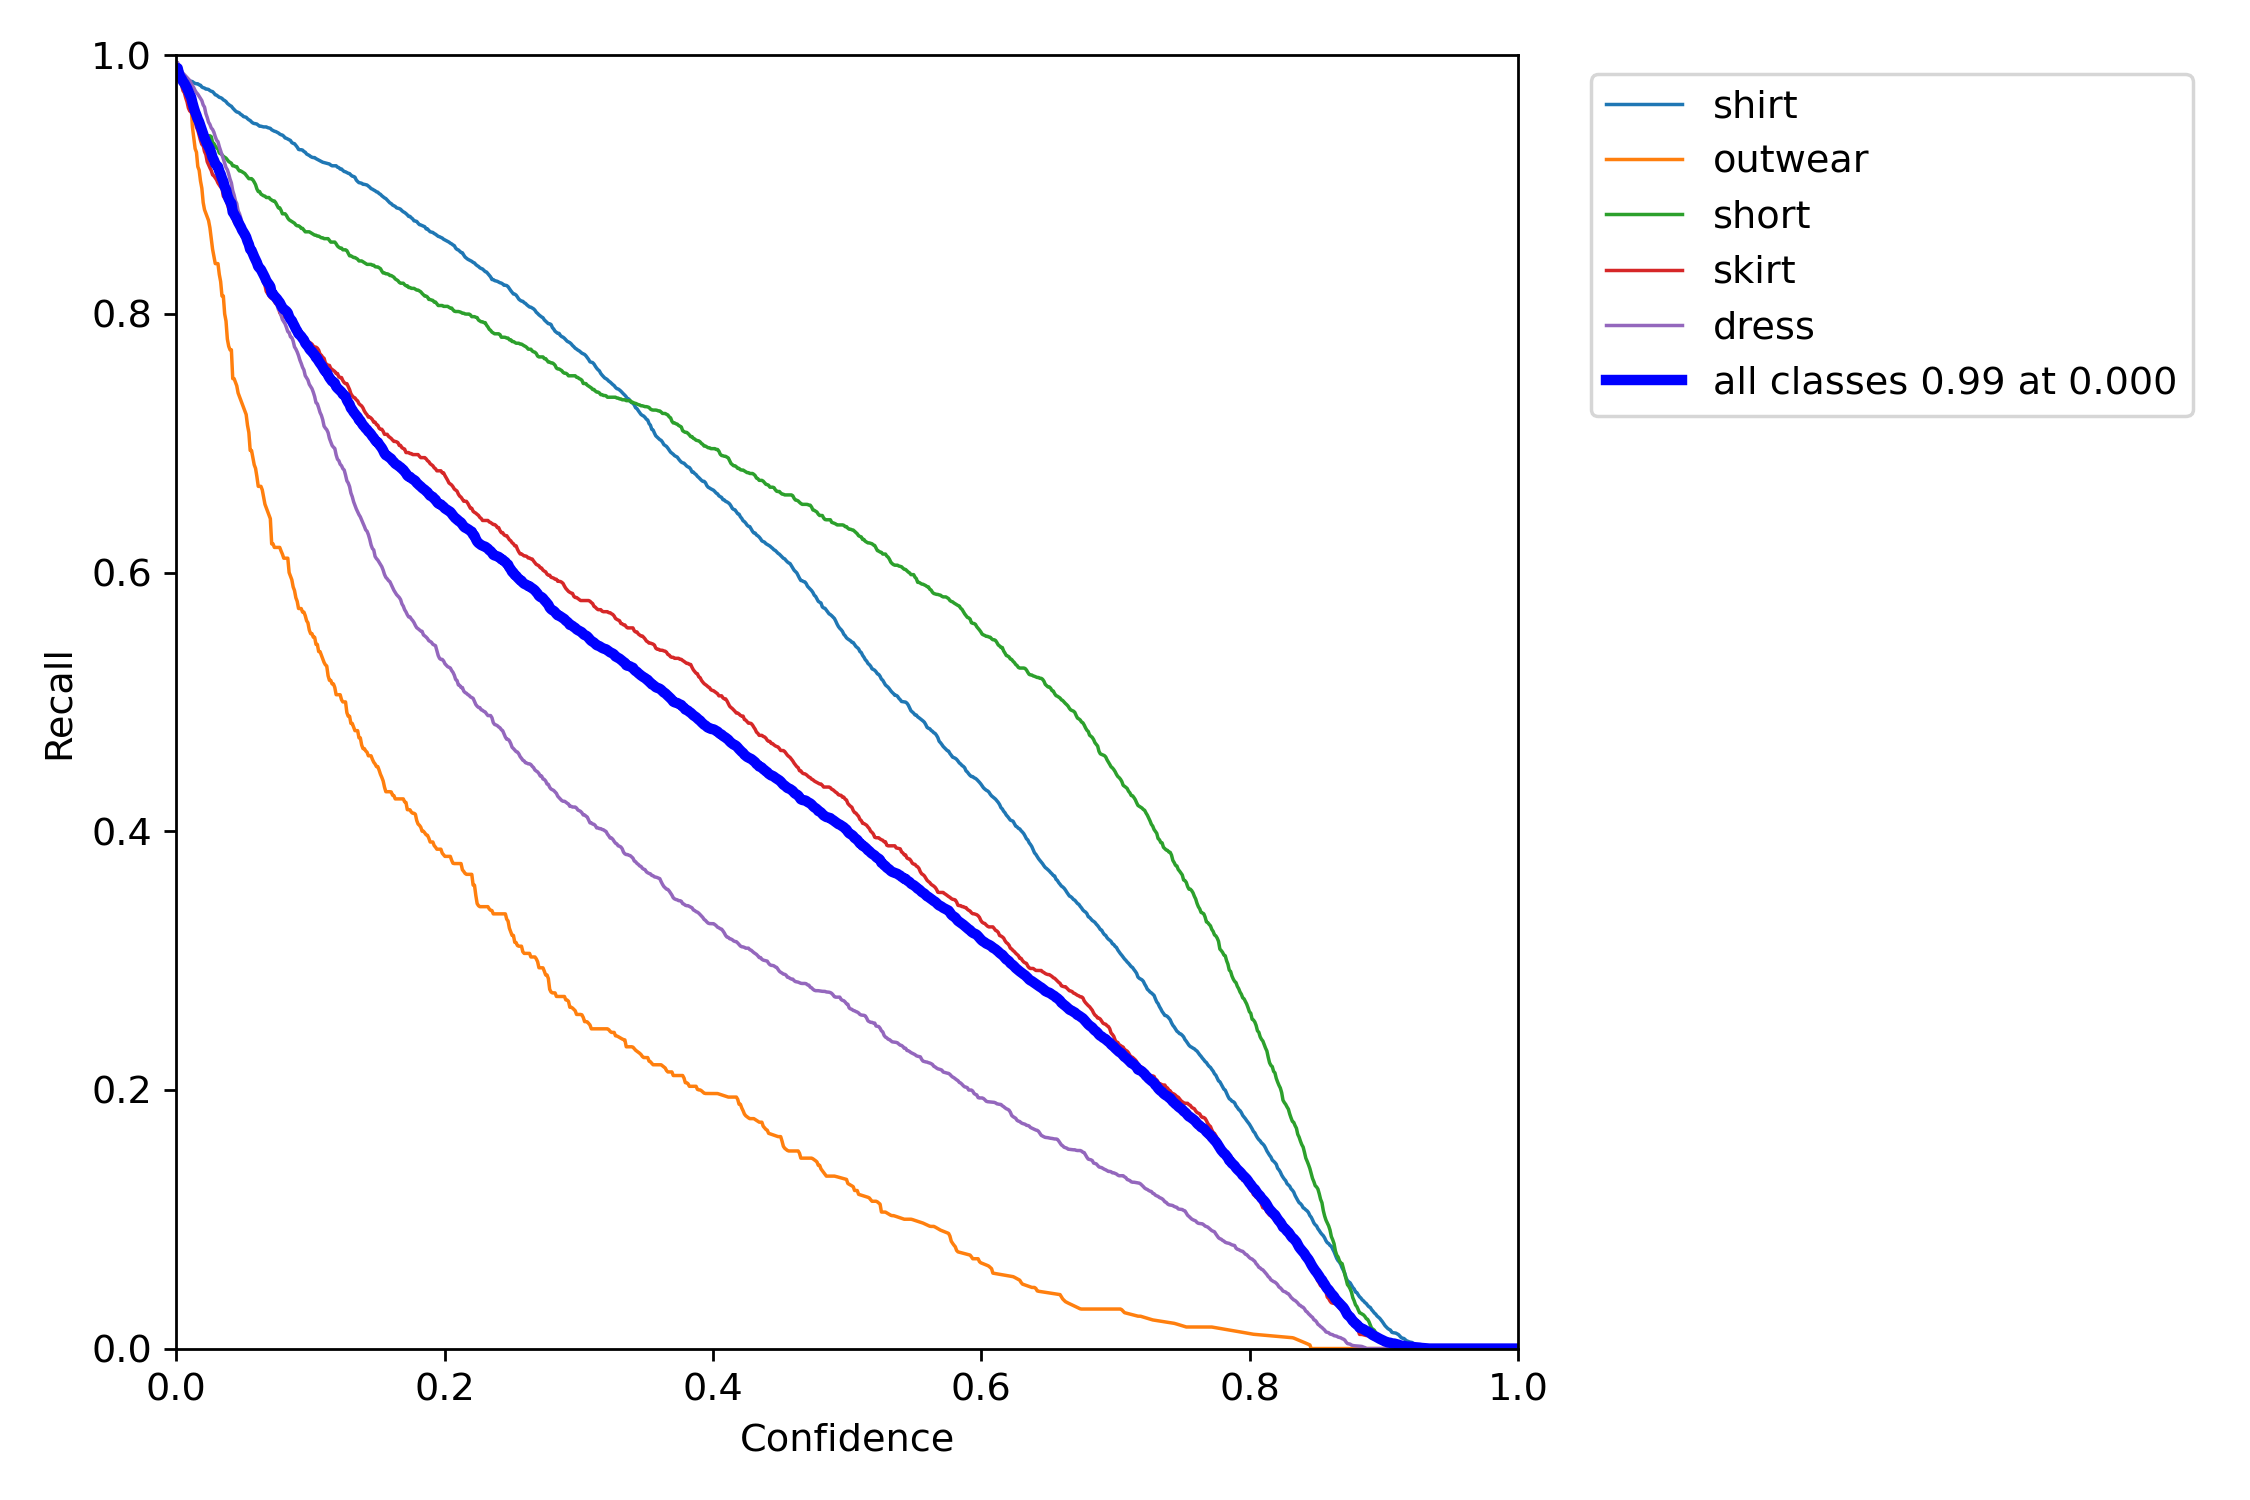 1.0
0.8
0.6
0.4
0.2
0.0
Recall
0.0 0.2 0.4 0.6 0.8 1.0
Confidence
shirt
outwear
short
skirt
dress
all classes 0.99 at 0.000